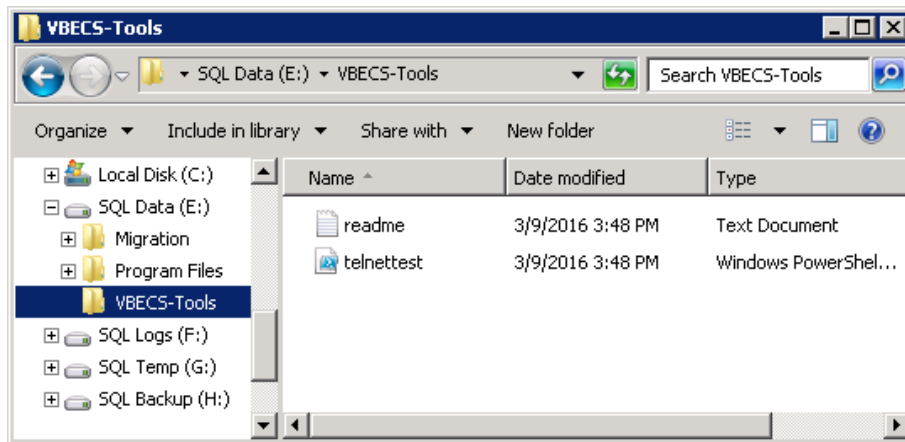 VBECS-Tools
SQL Data (E:) VBECS-Tools Search VBECS-Tools
Organize Include in library Share with New folder
Local Disk (C:)
SQL Data (E:)
Migration
Program Files
VBECS-Tools
SQL Logs (F:)
SQL Temp (G:)
SQL Backup (H:)
Name Date modified Type
readme 3/9/2016 3:48 PM Text Document
telnettest 3/9/2016 3:48 PM Windows PowerShel...